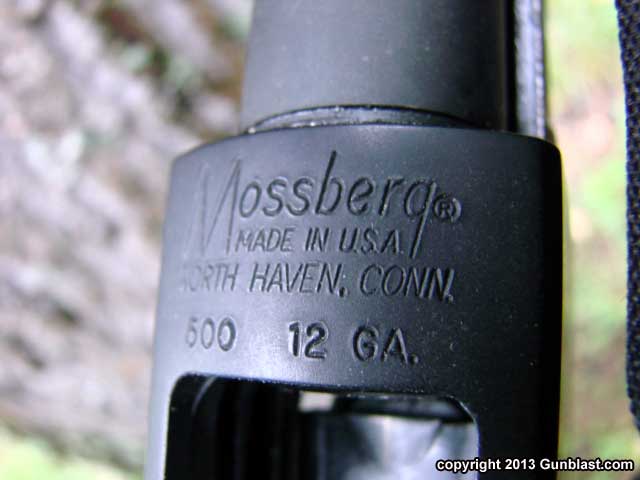 Mossberg®
MADE IN U.S.A.
NORTH HAVEN, CONN.
500 12 GA.
copyright 2013 Gunblast.com